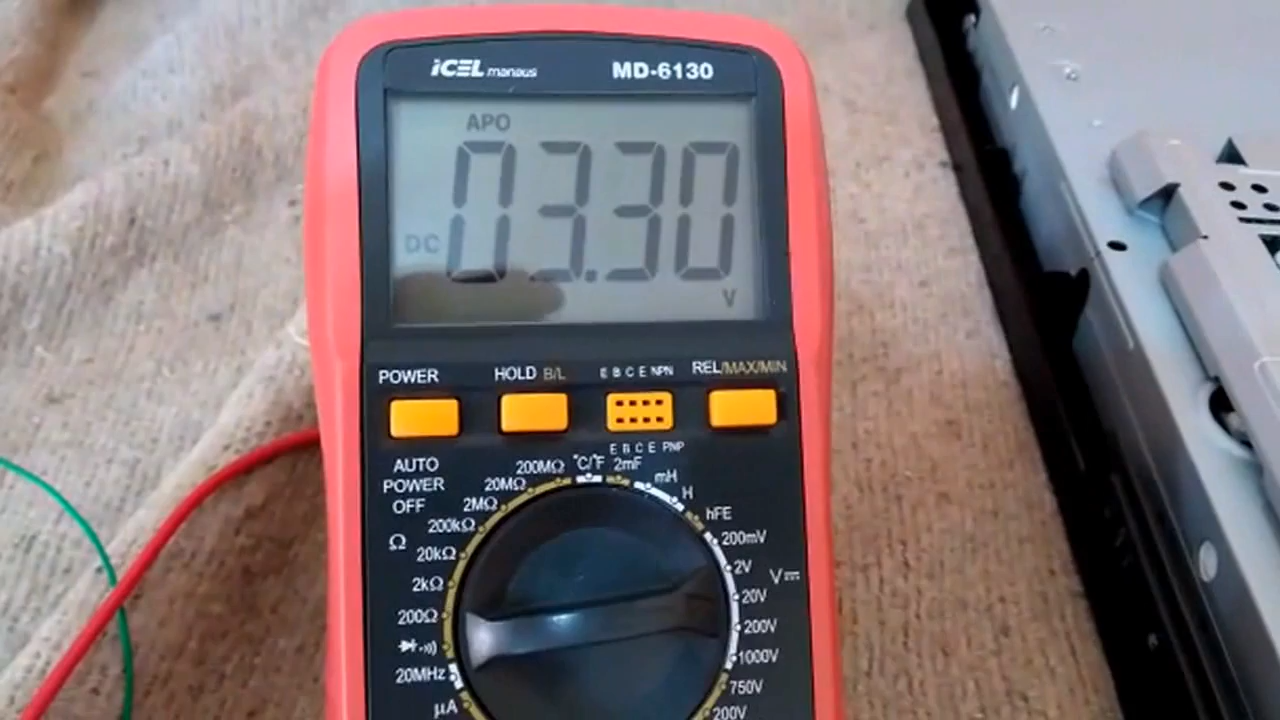 iCEL manaus MD-6130
APO
DC 03.30 V
POWER HOLD B/L E B C E NPN REL/MAX/MIN
E B C E PNP
AUTO
POWER
OFF
Ω
200MΩ
20MΩ
2MΩ
200kΩ
20kΩ
2kΩ
200Ω
20MHz
µA
°C/°F
2mF
mH
H
hFE
200mV
2V
V
20V
200V
1000V
750V
200V